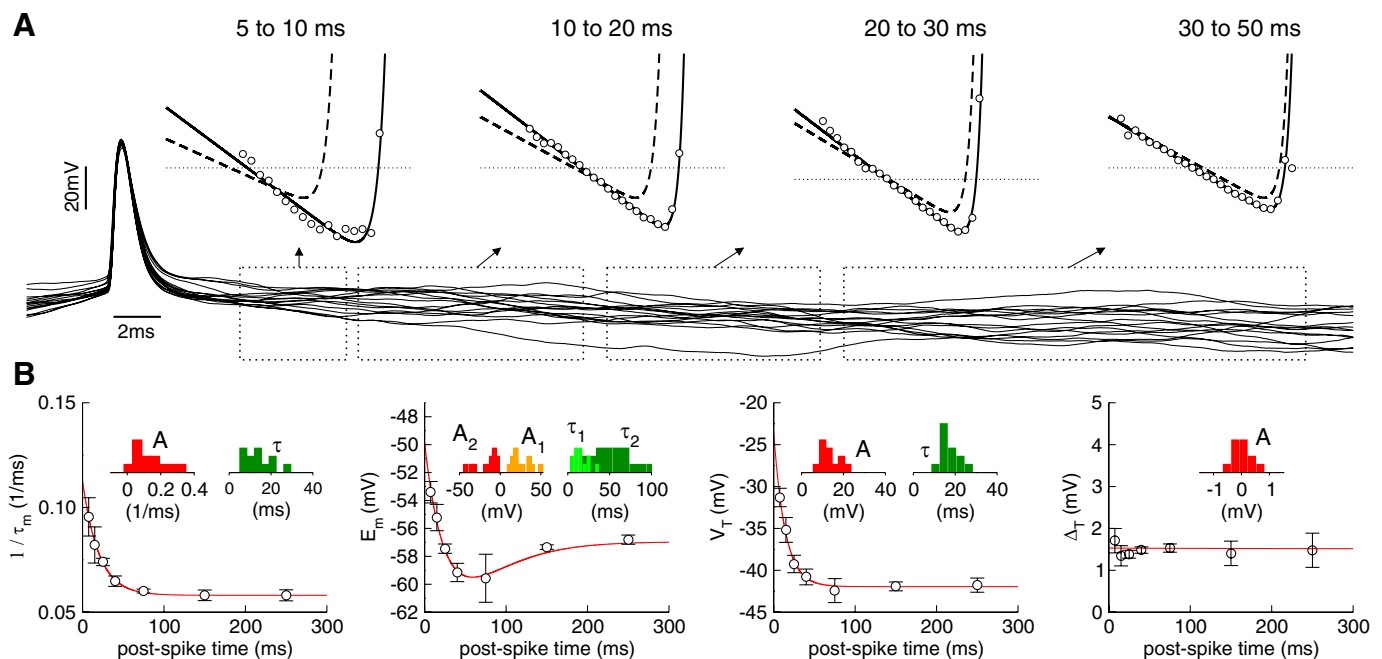 A
5 to 10 ms
10 to 20 ms
20 to 30 ms
30 to 50 ms
20mV
2ms
B
0.15
0.10
0.05
1 / τm (1/ms)
A
0 0.2 0.4
(1/ms)
τ
0 20 40
(ms)
0 100 200 300
post-spike time (ms)
-48
-50
-52
-54
-56
-58
-60
-62
Em (mV)
A2 A1
-50 0 50
(mV)
τ1 τ2
0 50 100
(ms)
0 100 200 300
post-spike time (ms)
-20
-25
-30
-35
-40
-45
VT (mV)
A
0 20 40
(mV)
τ
0 20 40
(ms)
0 100 200 300
post-spike time (ms)
5
4
3
2
1
0
ΔT (mV)
A
-1 0 1
(mV)
0 100 200 300
post-spike time (ms)